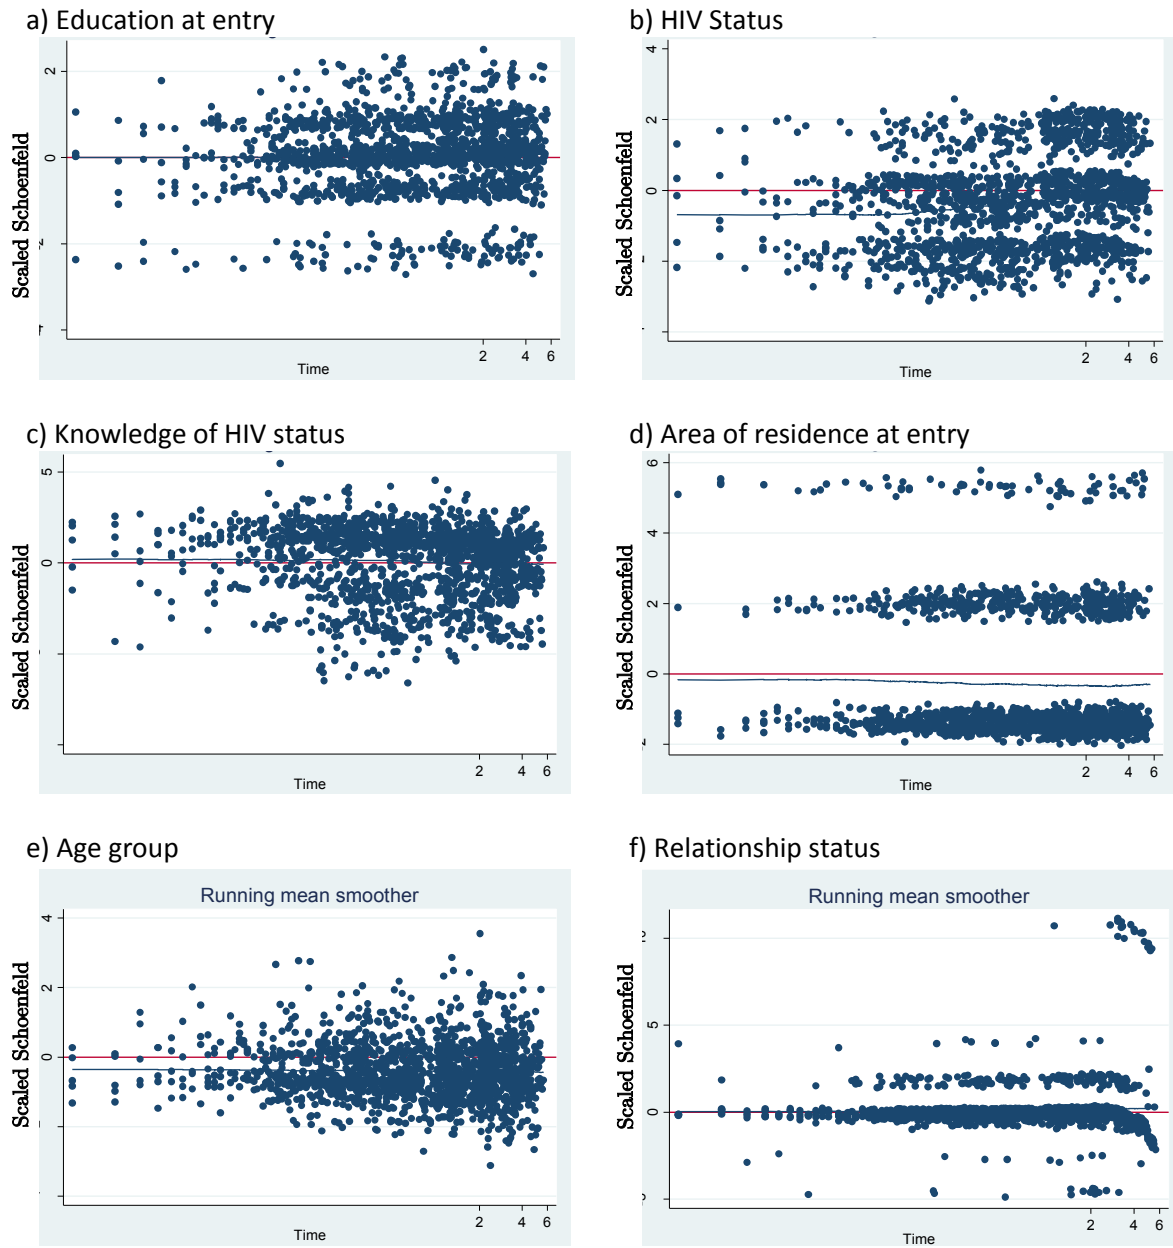 a) Education at entry
2
0
Scaled Schoenfeld
2 4 6
Time
b) HIV Status
4
2
0
Scaled Schoenfeld
2 4 6
Time
c) Knowledge of HIV status
5
0
Scaled Schoenfeld
2 4 6
Time
d) Area of residence at entry
6
4
2
0
Scaled Schoenfeld
2 4 6
Time
e) Age group
Running mean smoother
4
2
0
Scaled Schoenfeld
2 4 6
Time
f) Relationship status
Running mean smoother
5
0
Scaled Schoenfeld
2 4 6
Time